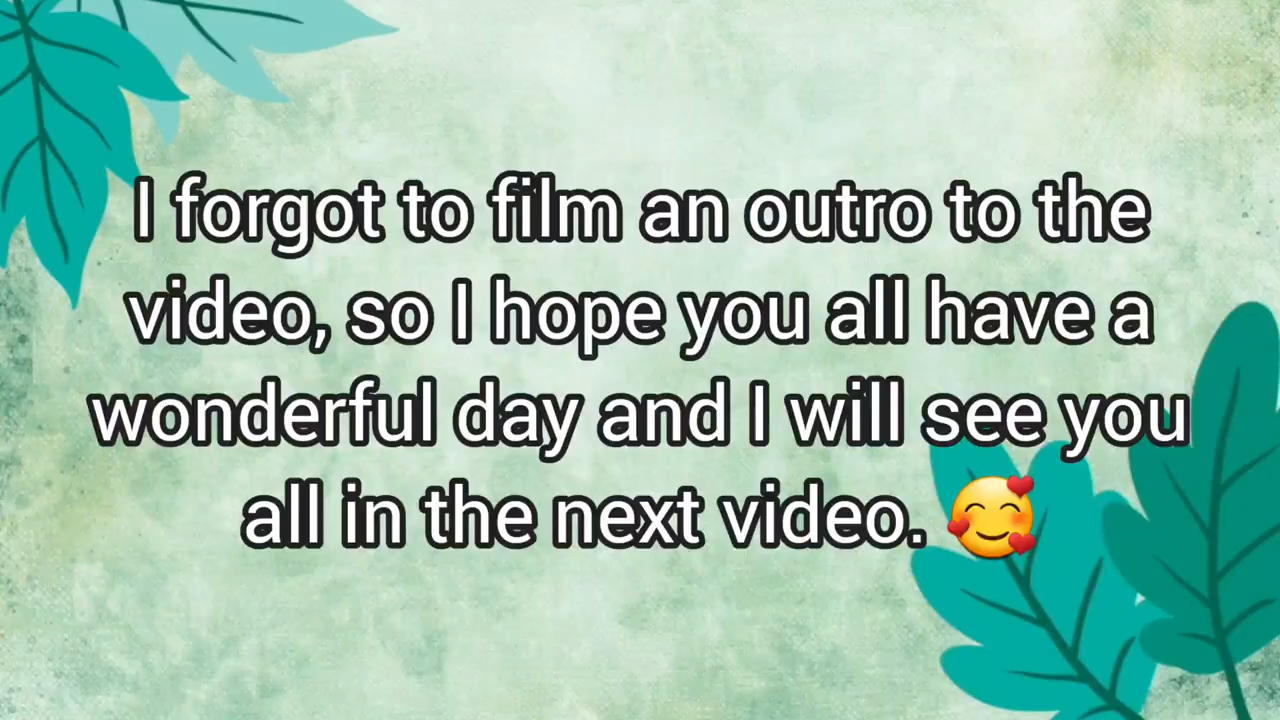 I forgot to film an outro to the
video, so I hope you all have a
wonderful day and I will see you
all in the next video. 🥰